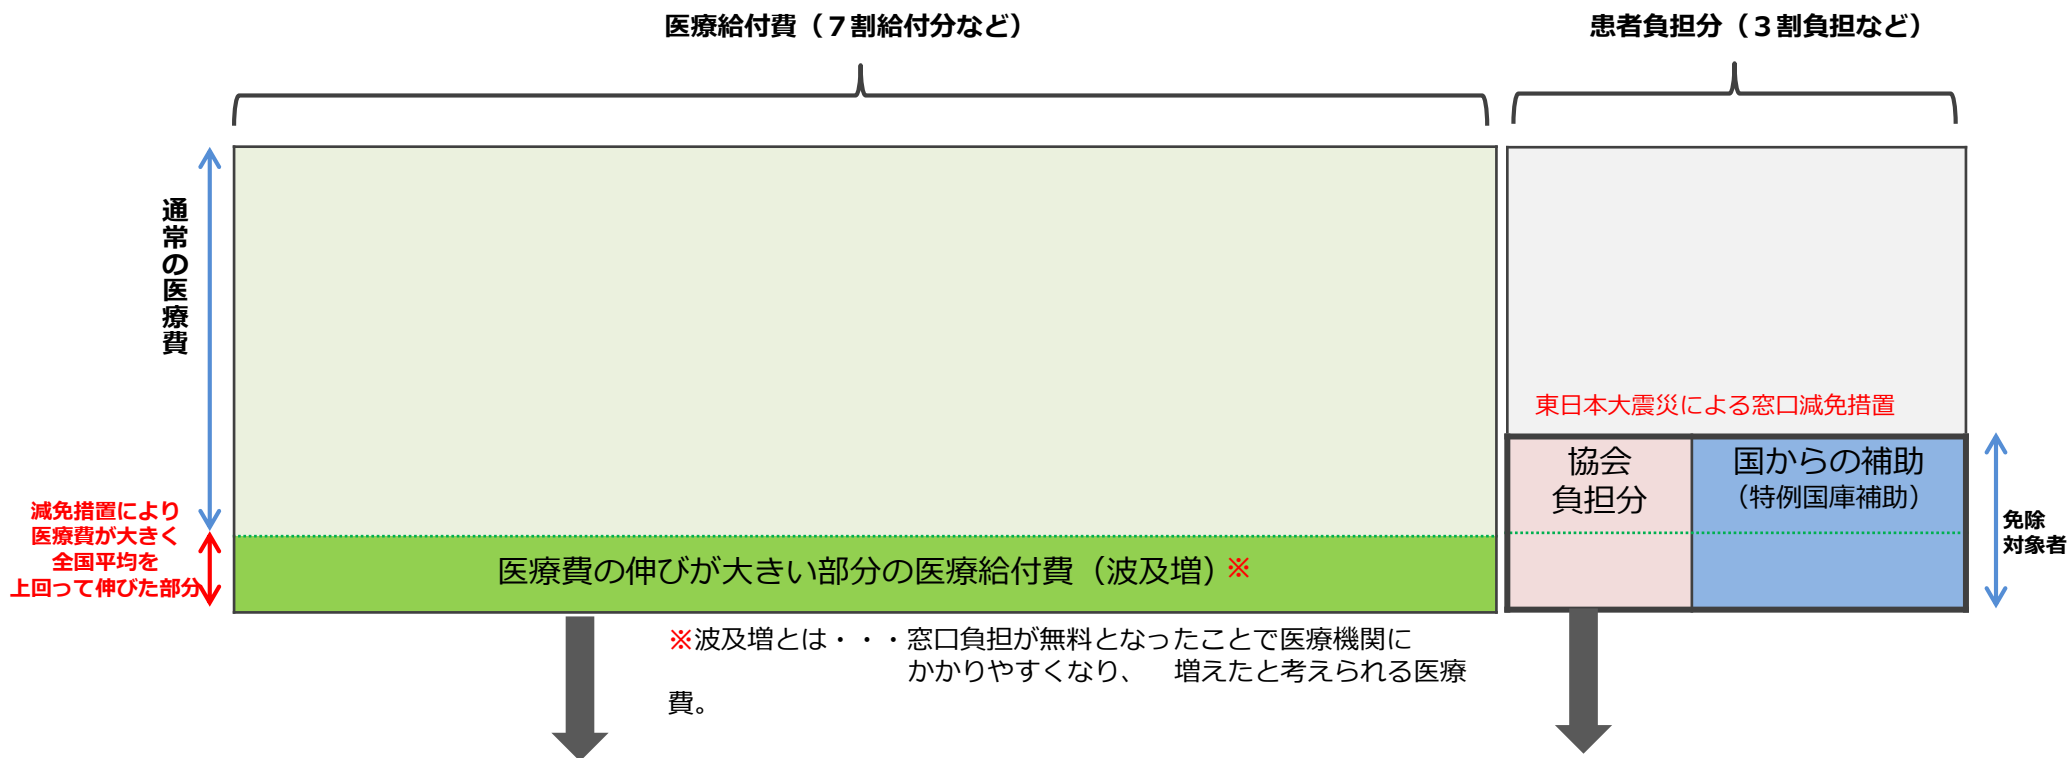 医療給付費（７割給付分など）
患者負担分（３割負担など）
通常の医療費
東日本大震災による窓口減免措置
協会
負担分
国からの補助
（特例国庫補助）
免除
対象者
減免措置により
医療費が大きく
全国平均を
上回って伸びた部分
医療費の伸びが大きい部分の医療給付費（波及増）※
※波及増とは・・・窓口負担が無料となったことで医療機関に
かかりやすくなり、　増えたと考えられる医療
費。